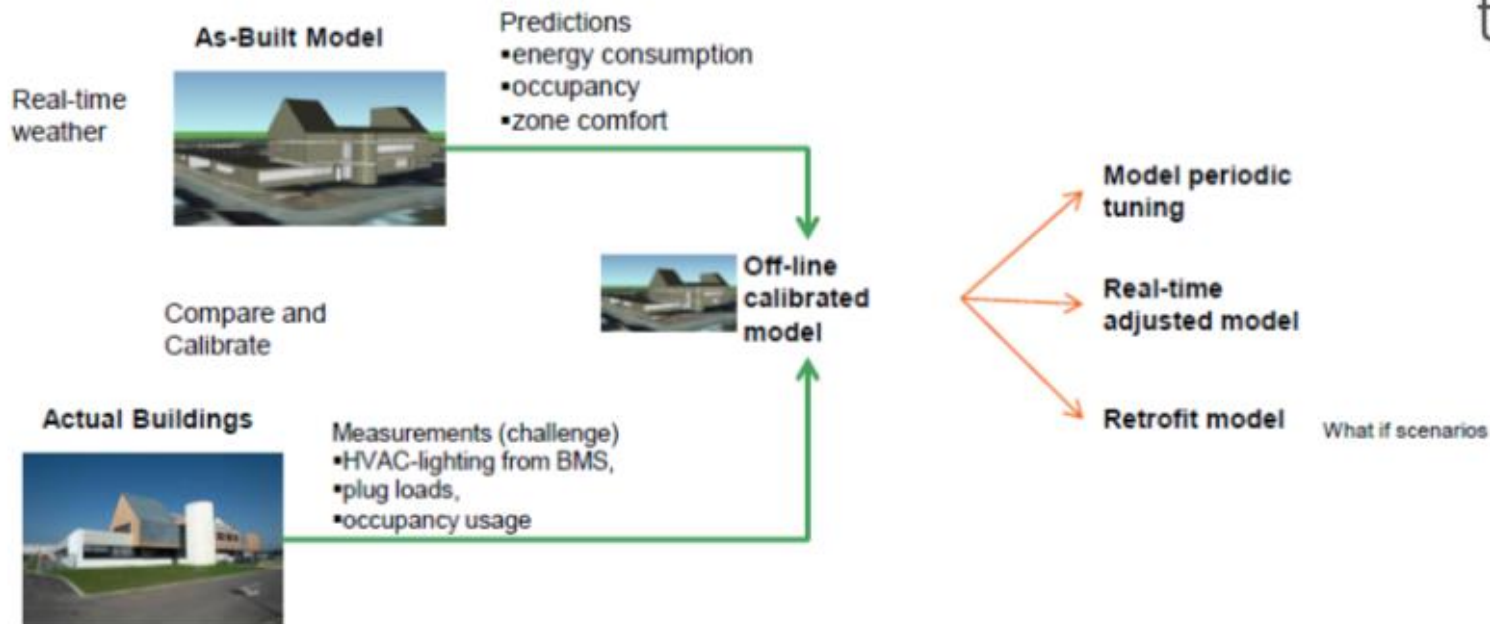 t
As-Built Model
Predictions
▪energy consumption
▪occupancy
▪zone comfort
Real-time
weather
Model periodic
tuning
Off-line
calibrated
model
Real-time
adjusted model
Compare and
Calibrate
Retrofit model
What if scenarios
Actual Buildings
Measurements (challenge)
▪HVAC-lighting from BMS,
▪plug loads,
▪occupancy usage